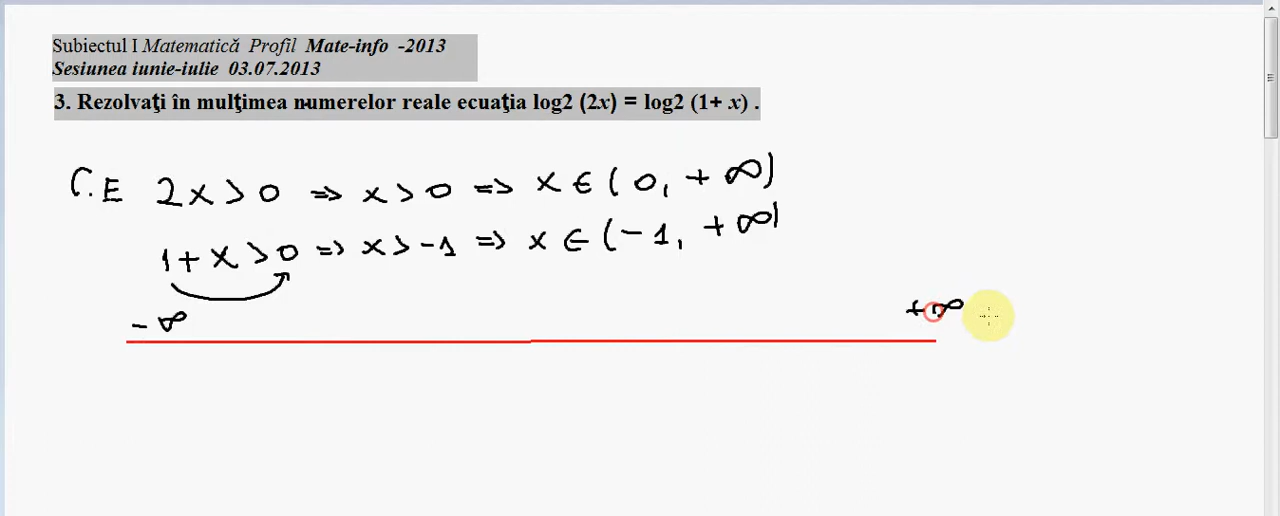 Subiectul I Matematică Profil Mate-info -2013
Sesiunea iunie-iulie 03.07.2013
3. Rezolvaţi în mulţimea numerelor reale ecuaţia log2 (2x) = log2 (1+ x) .
C.E 2x > 0 => x > 0 => x ∈ (0, + ∞)
1 + x > 0 => x > -1 => x ∈ (-1, + ∞)
- ∞ + ∞